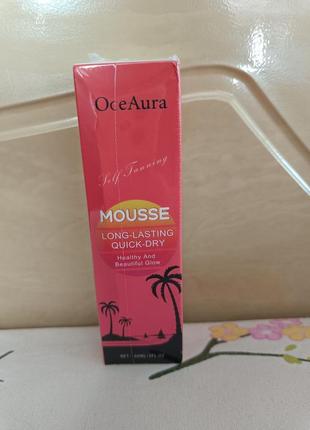 OceAura
Self Tanning
MOUSSE
LONG-LASTING
QUICK-DRY
Healthy And
Beautiful Glow